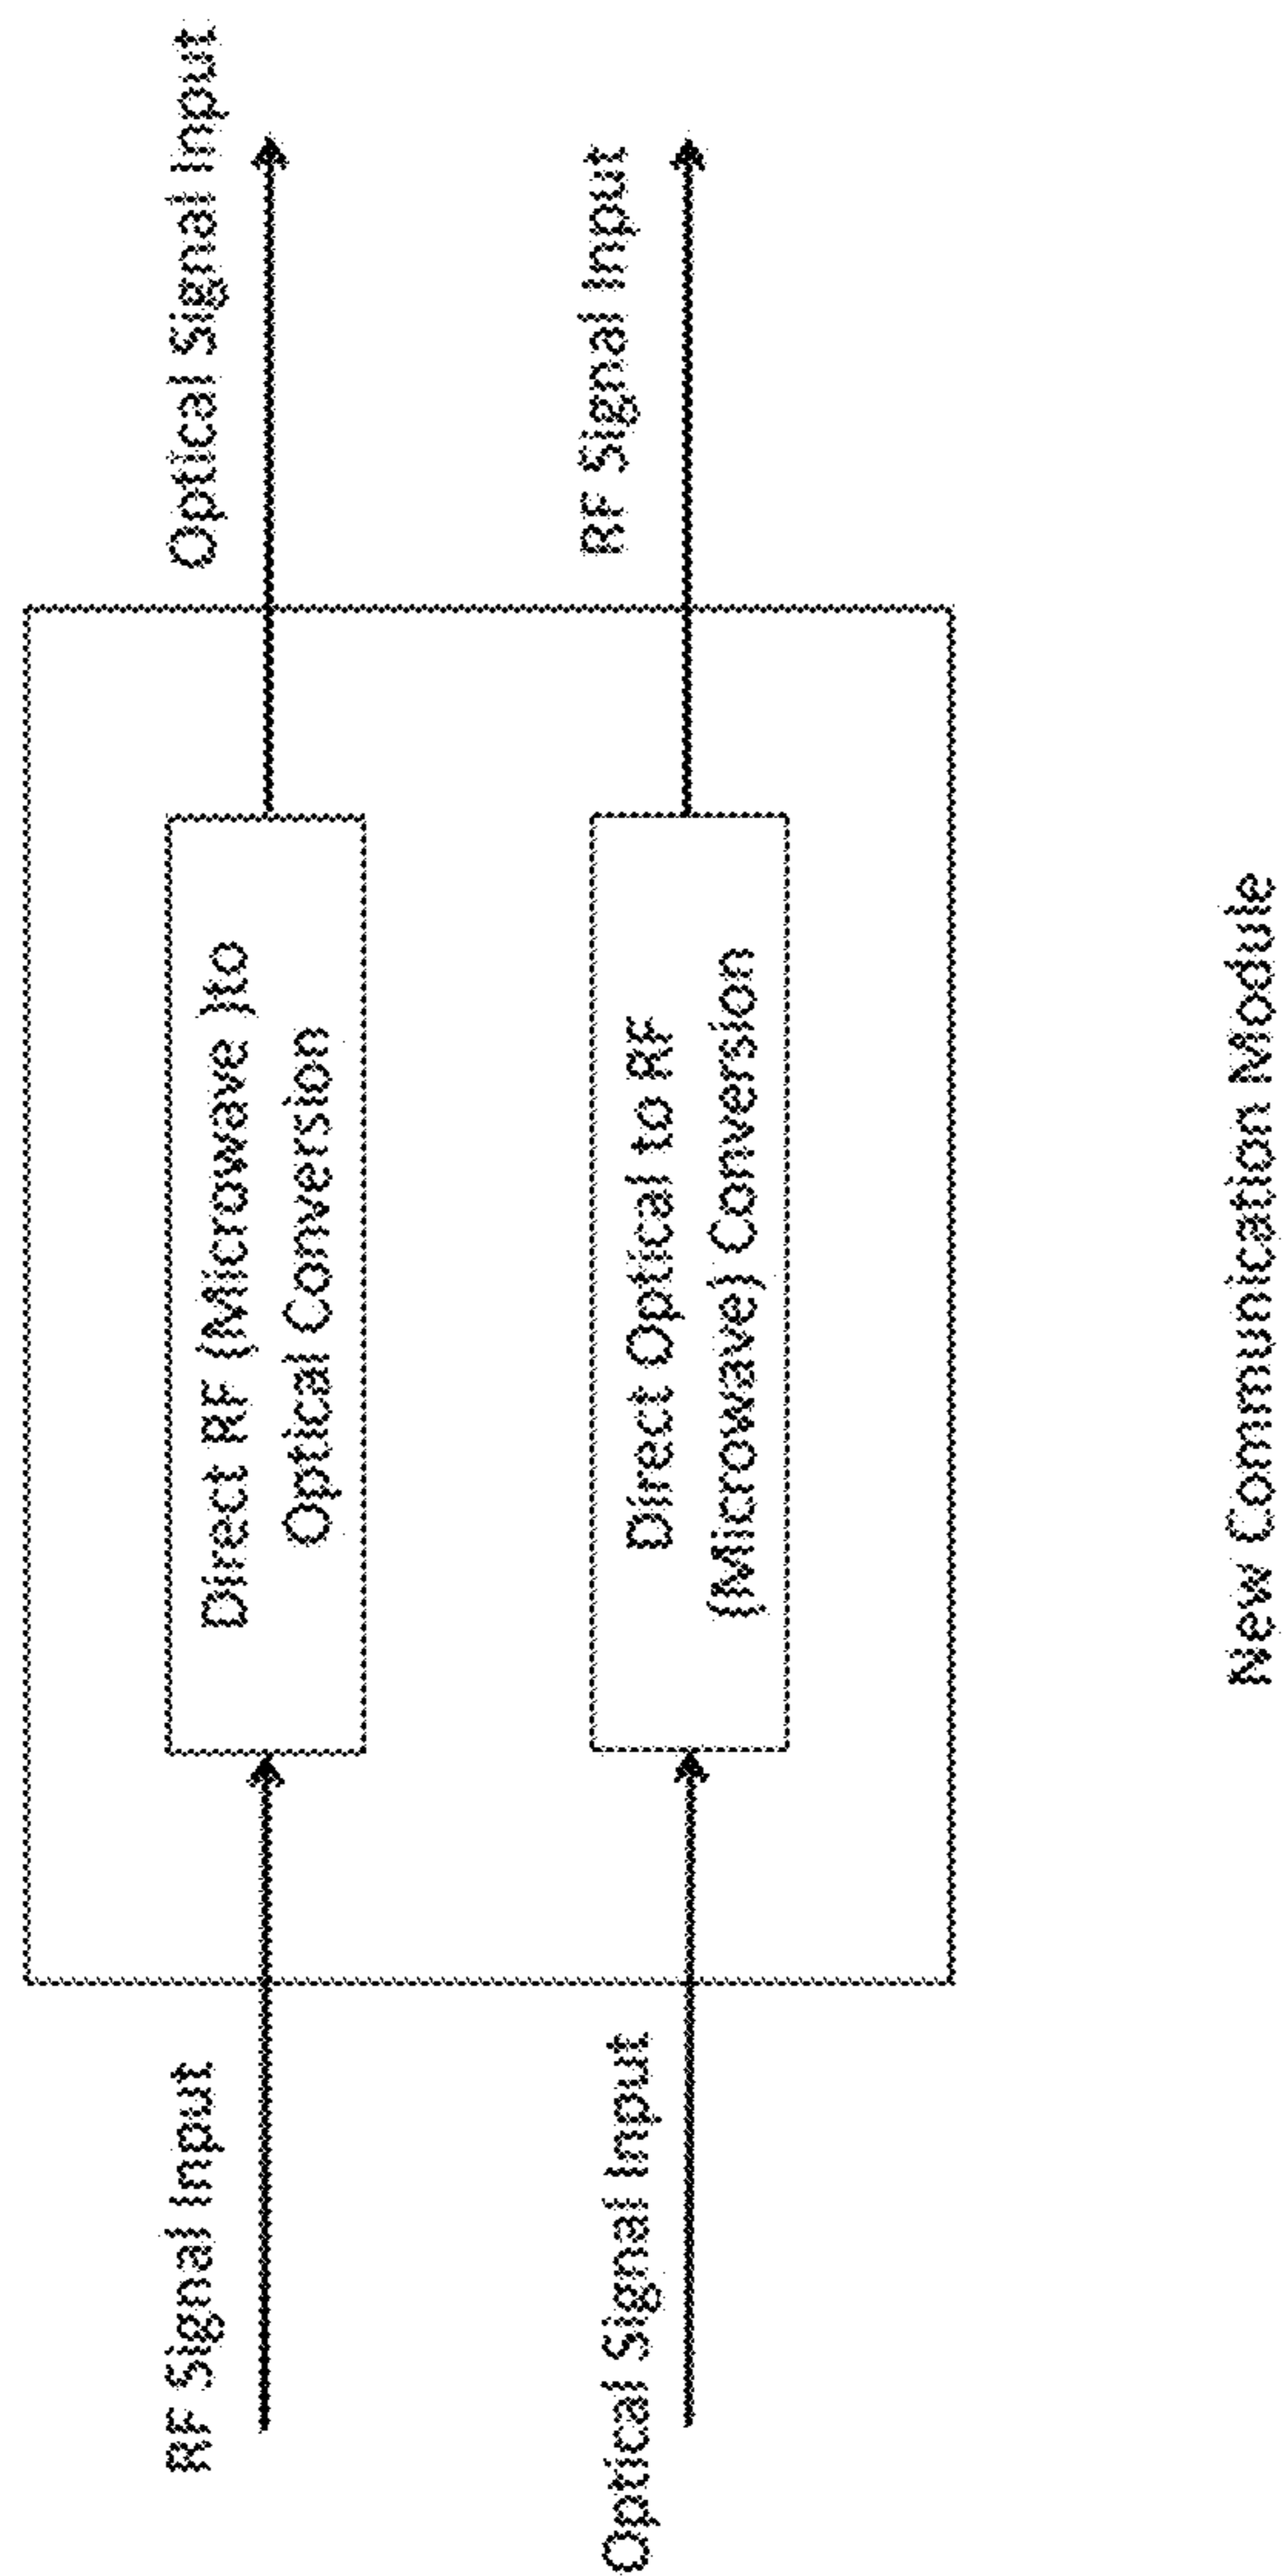 RF Signal Input
Direct RF (Microwave )to
Optical Conversion
Optical Signal Input
Optical Signal Input
Direct Optical to RF
(Microwave) Conversion
RF Signal Input
New Communication Module